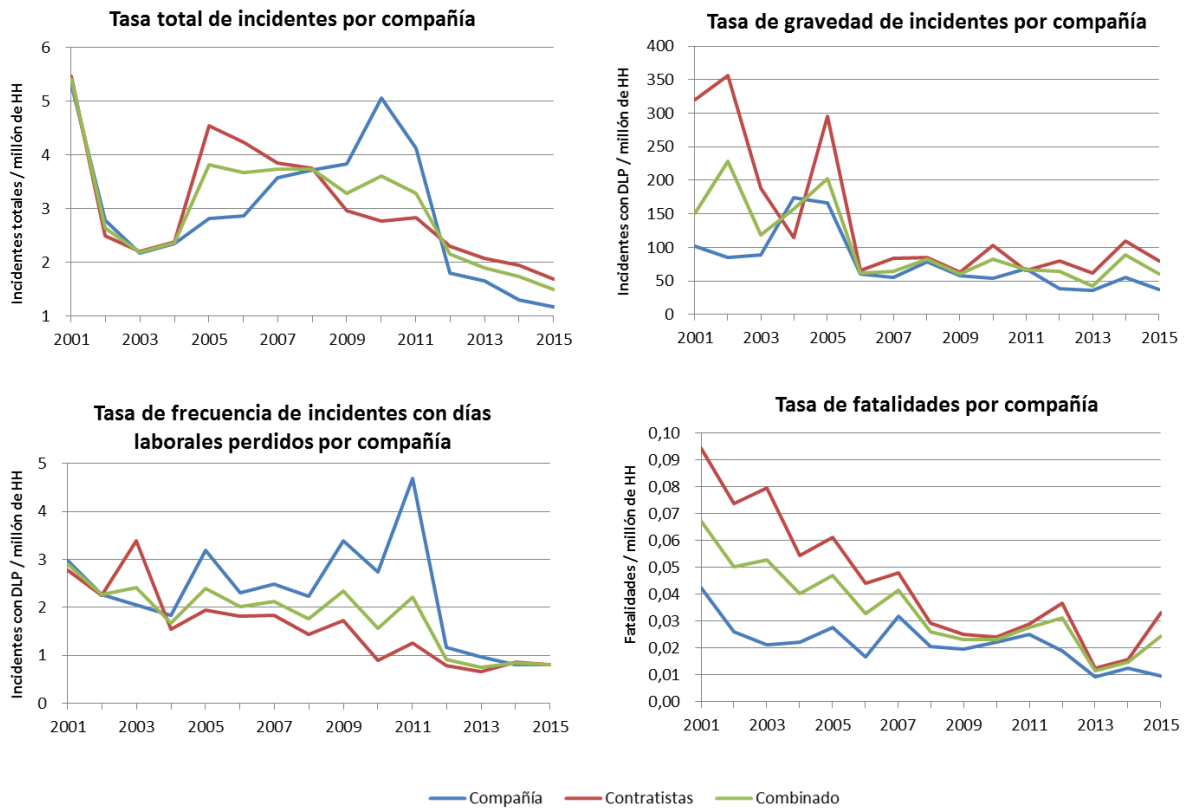 Tasa total de incidentes por compañía
Incidentes totales / millón de HH
6
5
4
3
2
1
2001 2003 2005 2007 2009 2011 2013 2015
Tasa de gravedad de incidentes por compañía
Incidentes con DLP / millón de HH
400
350
300
250
200
150
100
50
0
2001 2003 2005 2007 2009 2011 2013 2015
Tasa de frecuencia de incidentes con días
laborales perdidos por compañía
Incidentes con DLP / millón de HH
5
4
3
2
1
0
2001 2003 2005 2007 2009 2011 2013 2015
Tasa de fatalidades por compañía
Fatalidades / millón de HH
0,10
0,09
0,08
0,07
0,06
0,05
0,04
0,03
0,02
0,01
0,00
2001 2003 2005 2007 2009 2011 2013 2015
Compañía Contratistas Combinado